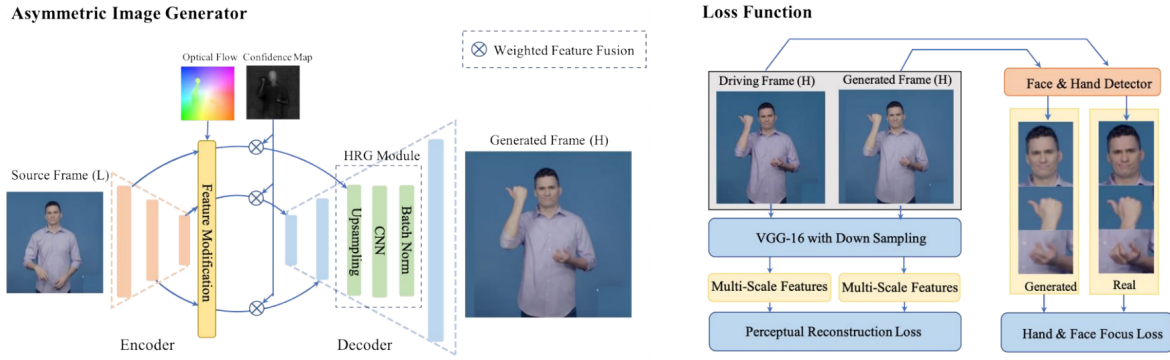 Asymmetric Image Generator
Loss Function
Optical Flow
Confidence Map
Weighted Feature Fusion
Source Frame (L)
Feature Modification
HRG Module
Upsampling
CNN
Batch Norm
Generated Frame (H)
Encoder
Decoder
Driving Frame (H)
Generated Frame (H)
Face & Hand Detector
VGG-16 with Down Sampling
Multi-Scale Features
Multi-Scale Features
Generated
Real
Perceptual Reconstruction Loss
Hand & Face Focus Loss